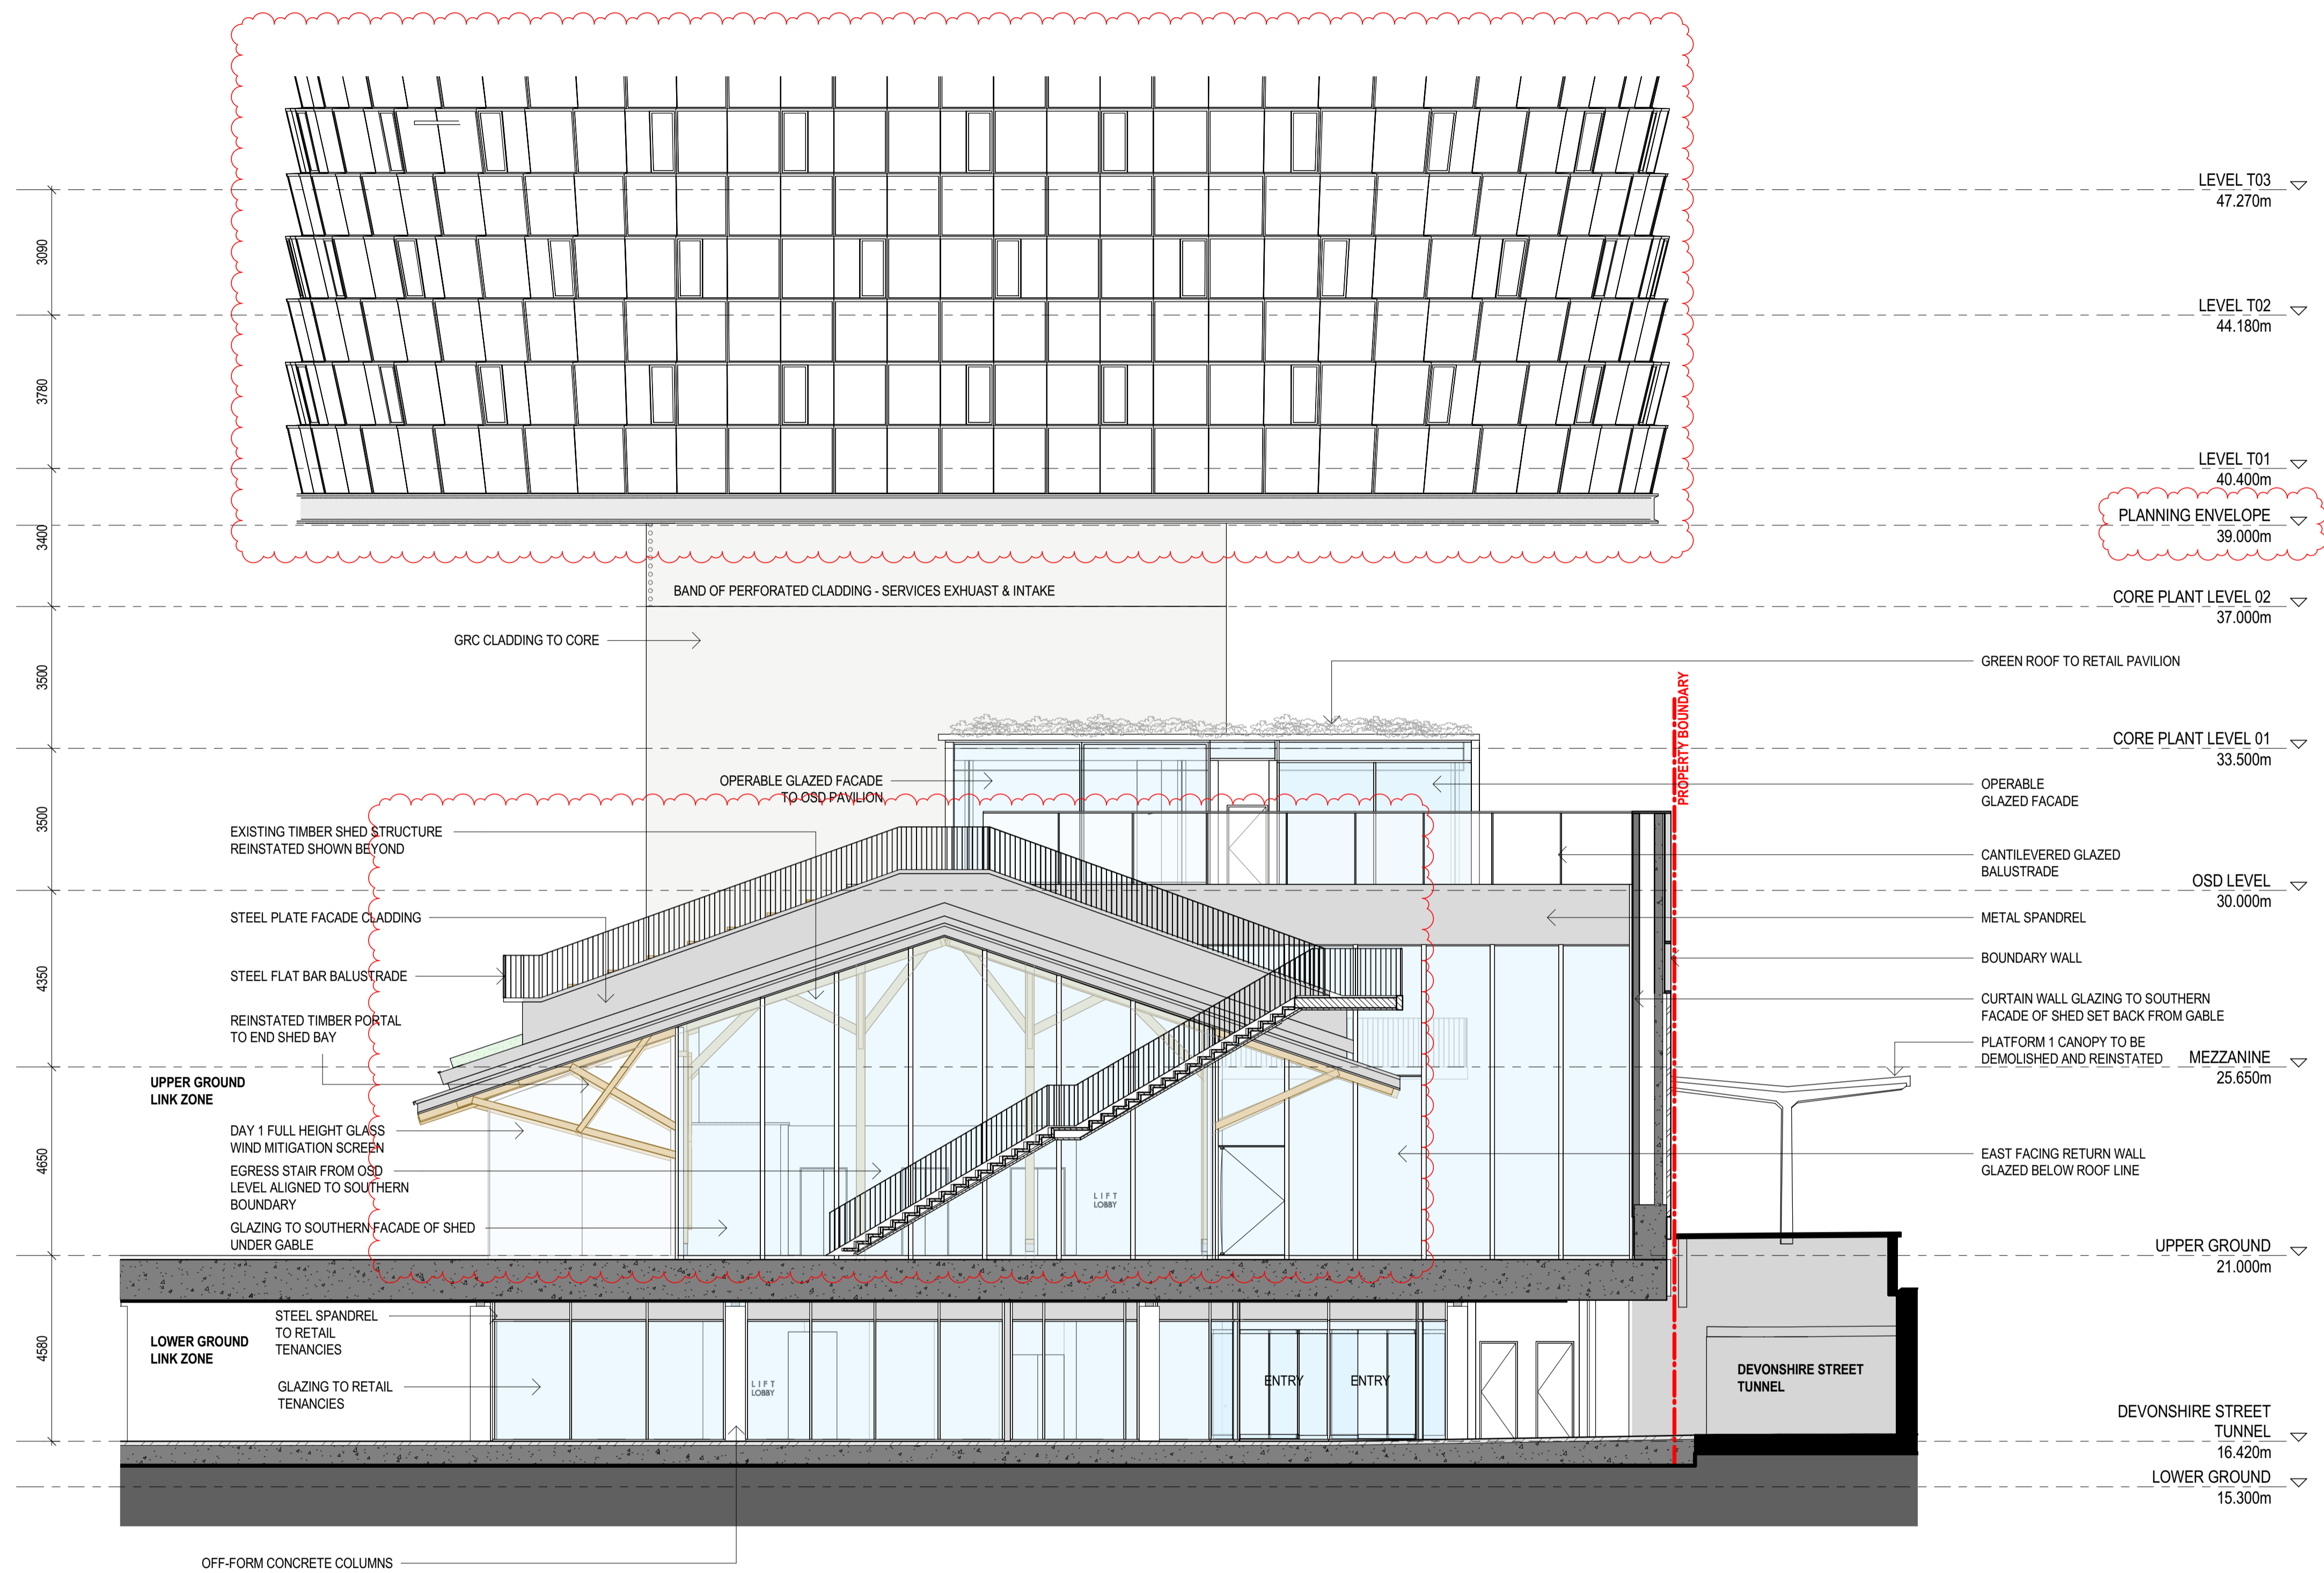 LEVEL T03
47.270m
3090
LEVEL T02
44.180m
3780
LEVEL T01
40.400m
PLANNING ENVELOPE
39.000m
3400
BAND OF PERFORATED CLADDING - SERVICES EXHUAST & INTAKE
CORE PLANT LEVEL 02
37.000m
GRC CLADDING TO CORE
GREEN ROOF TO RETAIL PAVILION
3500
PROPERTY BOUNDARY
CORE PLANT LEVEL 01
33.500m
OPERABLE GLAZED FACADE
TO OSD PAVILION
OPERABLE
GLAZED FACADE
3500
EXISTING TIMBER SHED STRUCTURE
REINSTATED SHOWN BEYOND
CANTILEVERED GLAZED
BALUSTRADE
OSD LEVEL
30.000m
STEEL PLATE FACADE CLADDING
METAL SPANDREL
BOUNDARY WALL
STEEL FLAT BAR BALUSTRADE
4350
CURTAIN WALL GLAZING TO SOUTHERN
FACADE OF SHED SET BACK FROM GABLE
REINSTATED TIMBER PORTAL
TO END SHED BAY
PLATFORM 1 CANOPY TO BE
DEMOLISHED AND REINSTATED
MEZZANINE
25.650m
UPPER GROUND
LINK ZONE
DAY 1 FULL HEIGHT GLASS
WIND MITIGATION SCREEN
4650
EAST FACING RETURN WALL
GLAZED BELOW ROOF LINE
EGRESS STAIR FROM OSD
LEVEL ALIGNED TO SOUTHERN
BOUNDARY
LIFT
LOBBY
GLAZING TO SOUTHERN FACADE OF SHED
UNDER GABLE
UPPER GROUND
21.000m
STEEL SPANDREL
TO RETAIL
TENANCIES
LOWER GROUND
LINK ZONE
4580
GLAZING TO RETAIL
TENANCIES
LIFT
LOBBY
ENTRY
ENTRY
DEVONSHIRE STREET
TUNNEL
DEVONSHIRE STREET
TUNNEL
16.420m
LOWER GROUND
15.300m
OFF-FORM CONCRETE COLUMNS